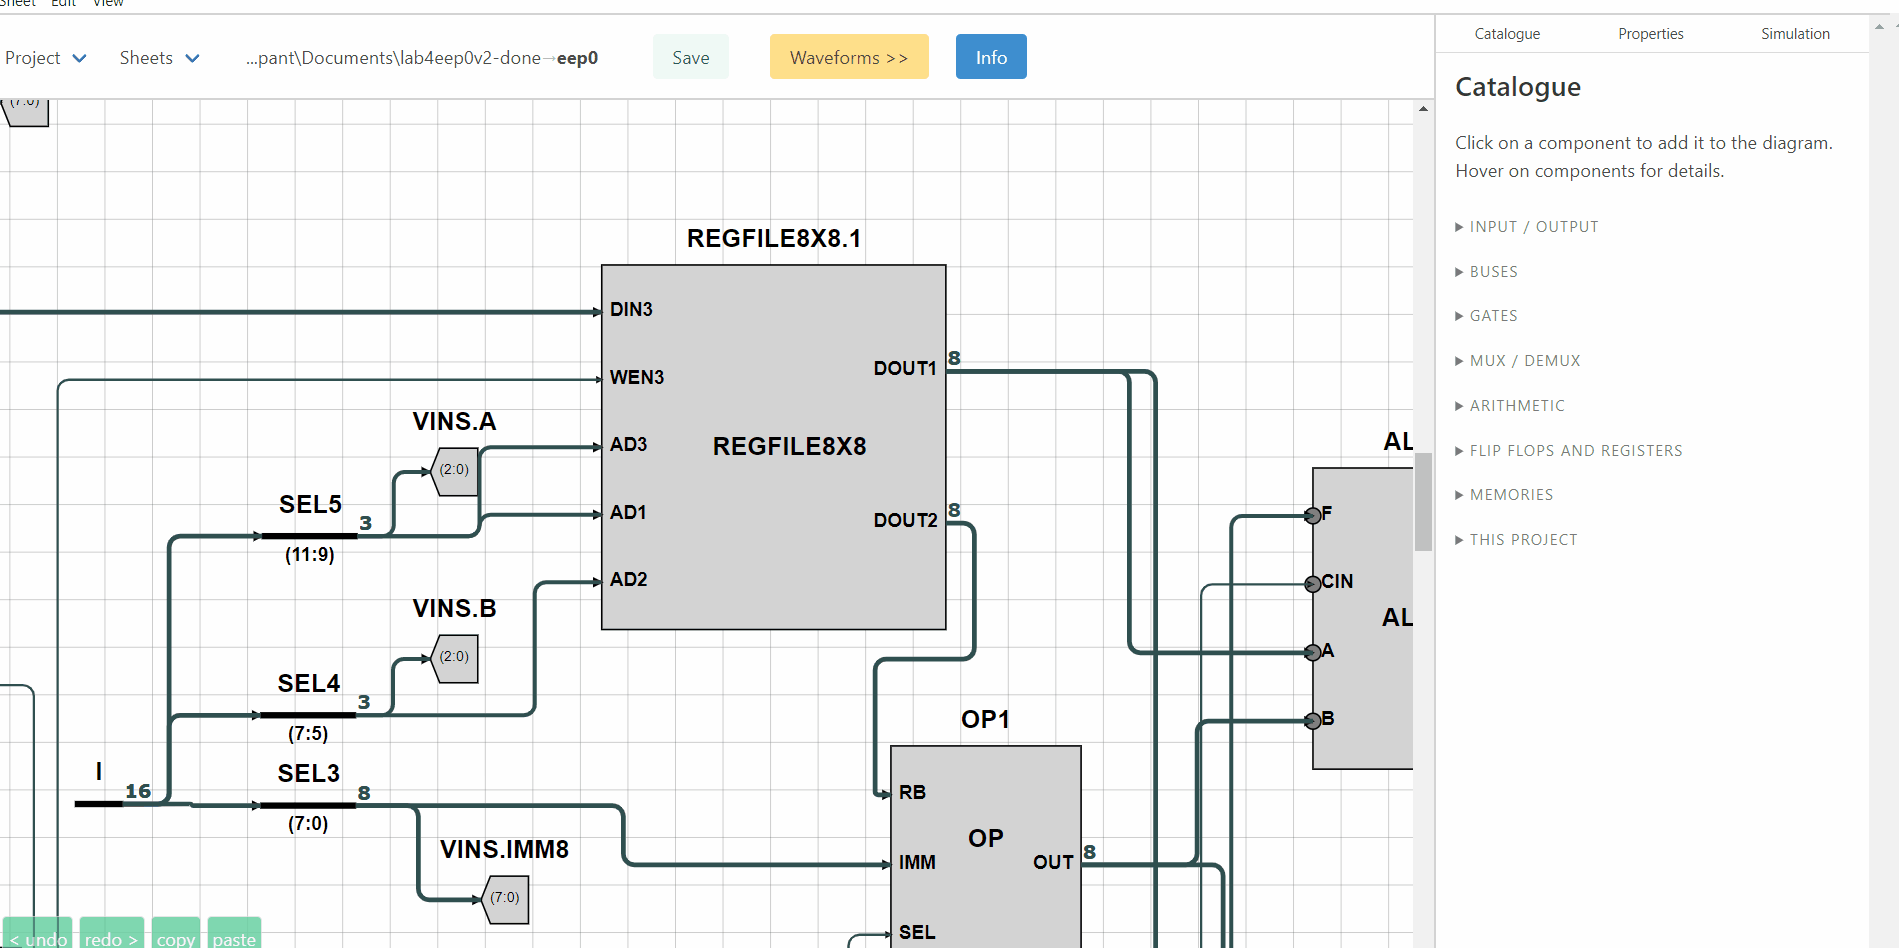 Sheet Edit View
Project Sheets ...pant\Documents\lab4eep0v2-done→eep0 Save Waveforms >> Info
Catalogue Properties Simulation
Catalogue
Click on a component to add it to the diagram.
Hover on components for details.
INPUT / OUTPUT
BUSES
GATES
MUX / DEMUX
ARITHMETIC
FLIP FLOPS AND REGISTERS
MEMORIES
THIS PROJECT
(7:0)
REGFILE8X8.1
DIN3
DOUT1 8
WEN3
VINS.A
(2:0)
AD3
REGFILE8X8
SEL5
3
(11:9)
AD1
DOUT2 8
AD2
VINS.B
(2:0)
SEL4
3
(7:5)
I
16
SEL3
8
(7:0)
VINS.IMM8
(7:0)
OP1
RB
OP
IMM
OUT 8
SEL
AL
F
CIN
AL
A
B
< undo redo > copy paste